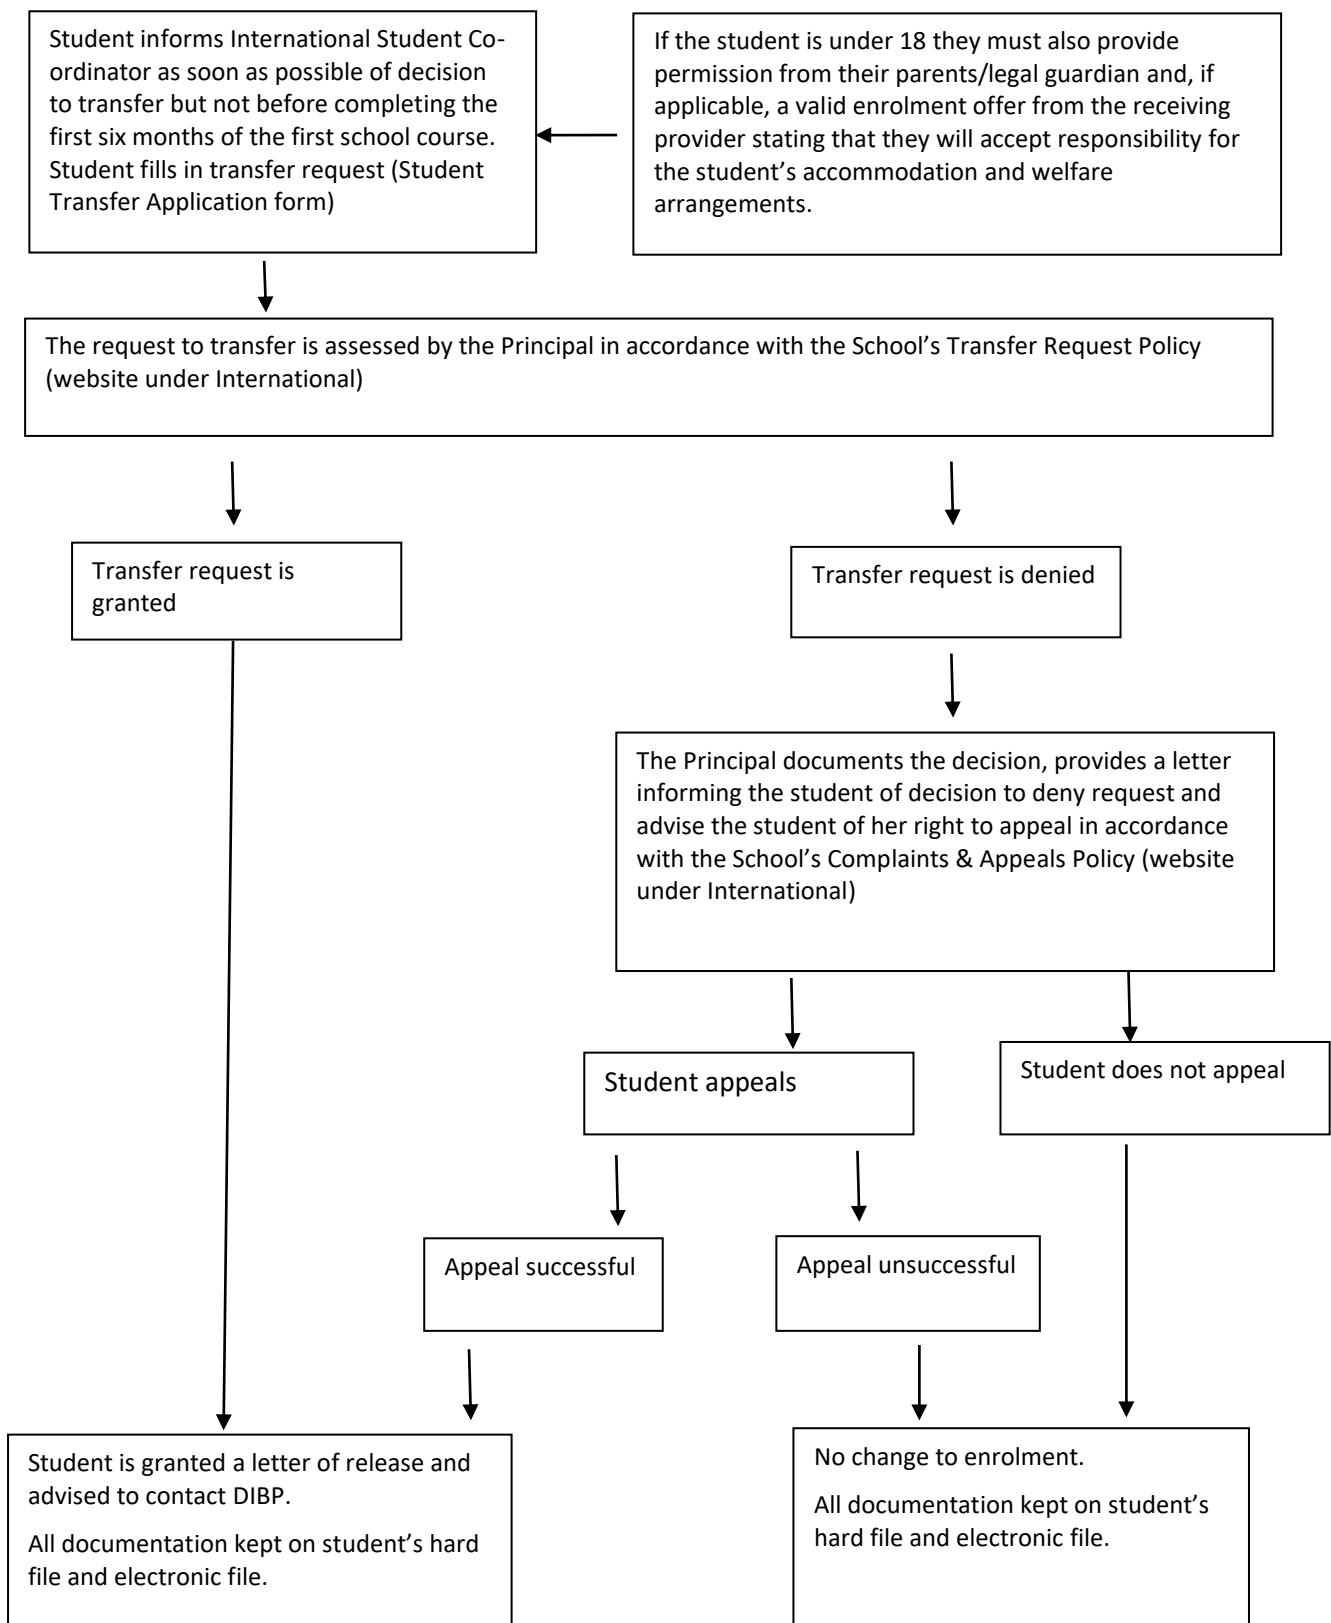 Student informs International Student Co-
ordinator as soon as possible of decision
to transfer but not before completing the
first six months of the first school course.
Student fills in transfer request (Student
Transfer Application form)
If the student is under 18 they must also provide
permission from their parents/legal guardian and, if
applicable, a valid enrolment offer from the receiving
provider stating that they will accept responsibility for
the student’s accommodation and welfare
arrangements.
The request to transfer is assessed by the Principal in accordance with the School’s Transfer Request Policy
(website under International)
Transfer request is
granted
Transfer request is denied
The Principal documents the decision, provides a letter
informing the student of decision to deny request and
advise the student of her right to appeal in accordance
with the School’s Complaints & Appeals Policy (website
under International)
Student appeals
Student does not appeal
Appeal successful
Appeal unsuccessful
Student is granted a letter of release and
advised to contact DIBP.
All documentation kept on student’s hard
file and electronic file.
No change to enrolment.
All documentation kept on student’s
hard file and electronic file.